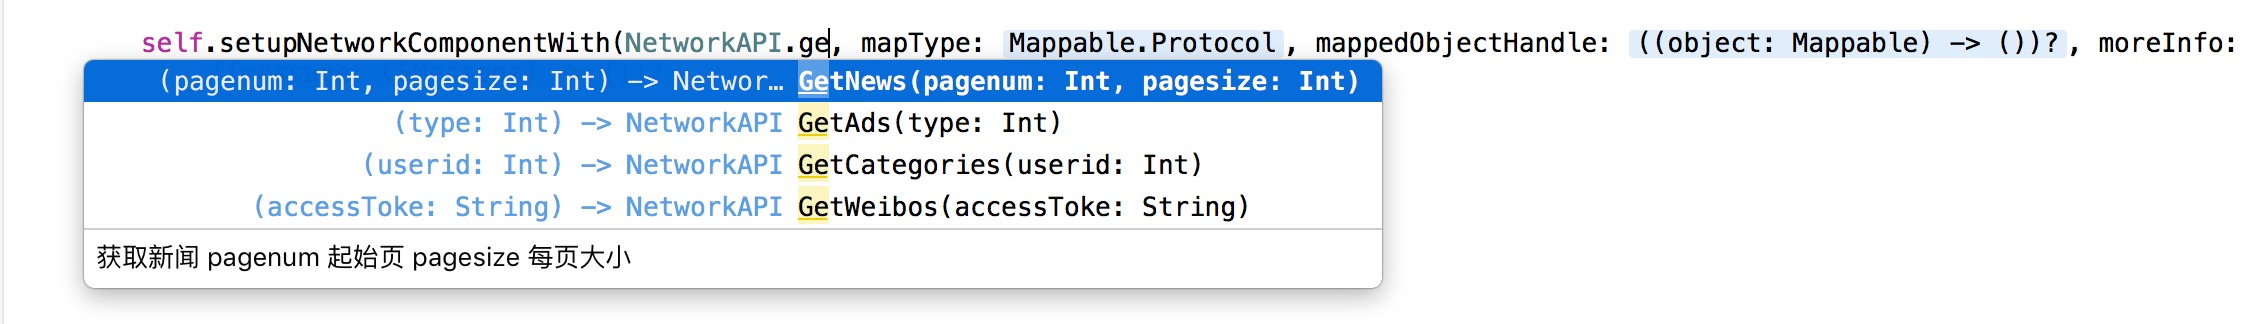 self.setupNetworkComponentWith(NetworkAPI.ge, mapType: Mappable.Protocol, mappedObjectHandle: ((object: Mappable) -> ())?, moreInfo:
(pagenum: Int, pagesize: Int) -> Networ… GetNews(pagenum: Int, pagesize: Int)
(type: Int) -> NetworkAPI GetAds(type: Int)
(userid: Int) -> NetworkAPI GetCategories(userid: Int)
(accessToke: String) -> NetworkAPI GetWeibos(accessToke: String)
获取新闻 pagenum 起始页 pagesize 每页大小